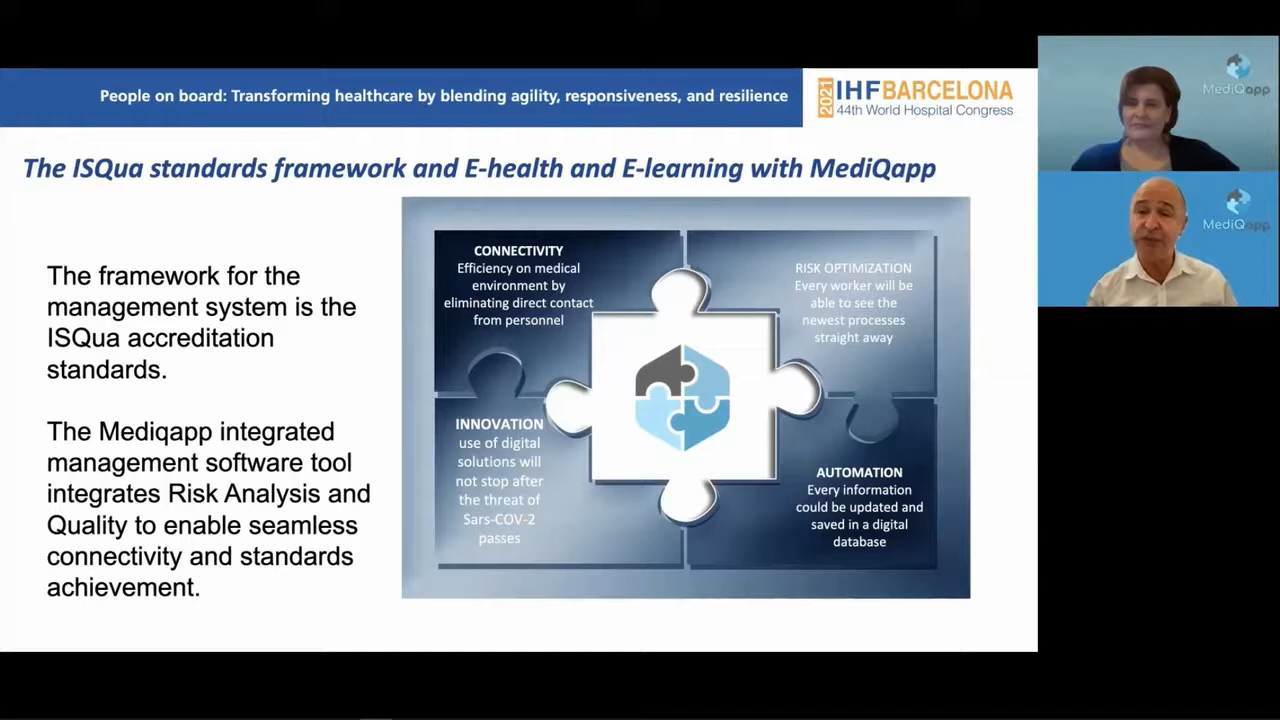 People on board: Transforming healthcare by blending agility, responsiveness, and resilience
2021 IHFBARCELONA
44th World Hospital Congress
The ISQua standards framework and E-health and E-learning with MediQapp
The framework for the
management system is the
ISQua accreditation
standards.
The Mediqapp integrated
management software tool
integrates Risk Analysis and
Quality to enable seamless
connectivity and standards
achievement.
CONNECTIVITY
Efficiency on medical
environment by
eliminating direct contact
from personnel
RISK OPTIMIZATION
Every worker will be
able to see the
newest processes
straight away
INNOVATION
use of digital
solutions will
not stop after
the threat of
Sars-COV-2
passes
AUTOMATION
Every information
could be updated and
saved in a digital
database
MediQapp
MediQapp